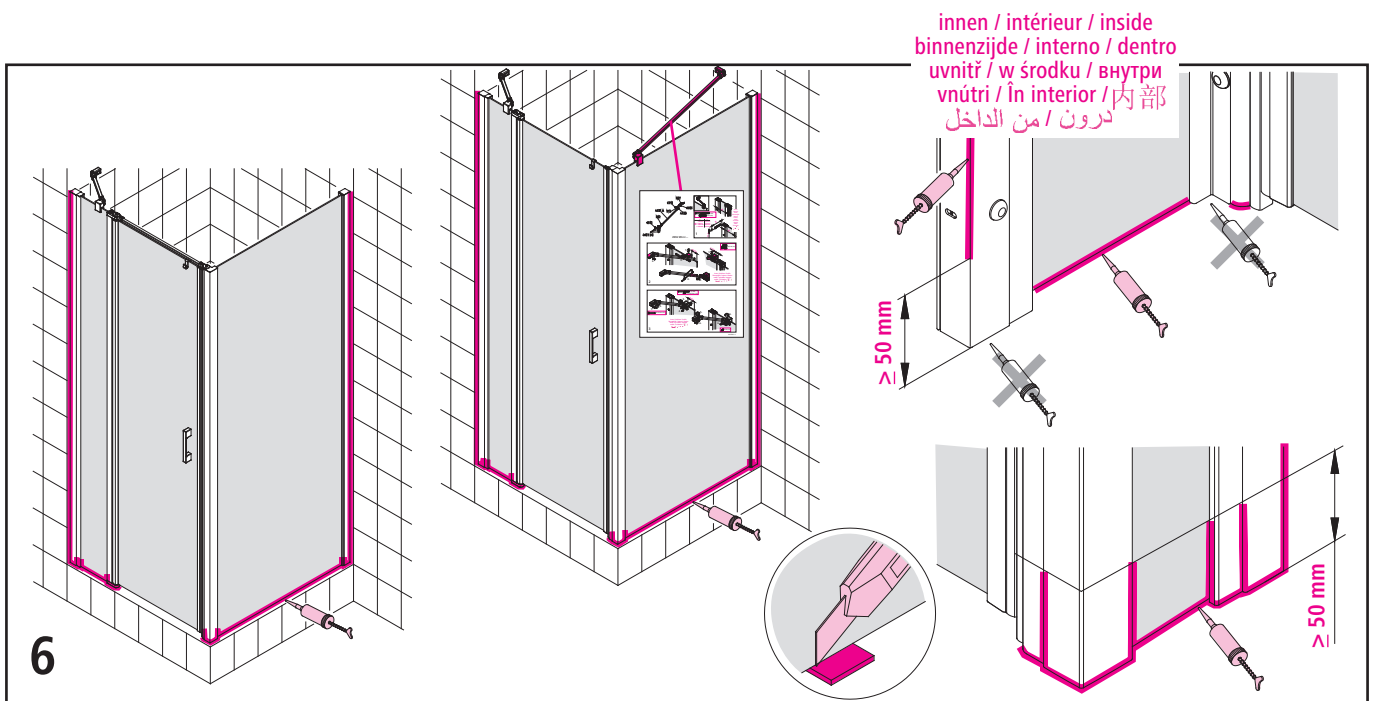 innen / intérieur / inside
binnenzijde / interno / dentro
uvnitř / w środku / внутри
vnútri / În interior / 内部
درون / من الداخل
≥ 50 mm
≥ 50 mm
6